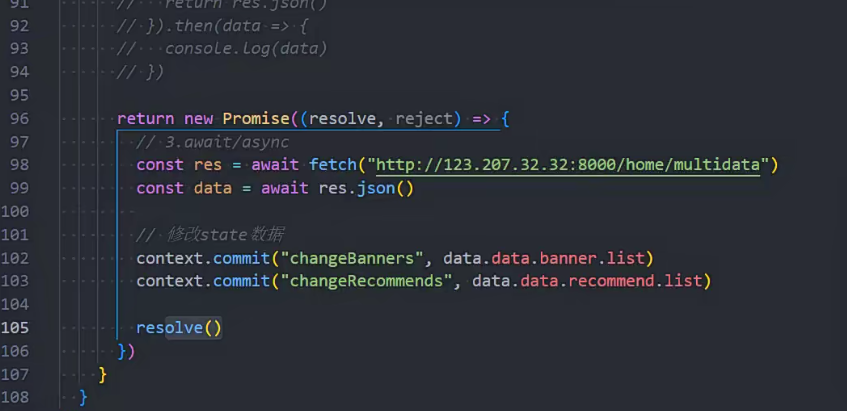 91 // return res.json()
92 // }).then(data => {
93 // console.log(data)
94 // })
95
96 return new Promise((resolve, reject) => {
97 // 3.await/async
98 const res = await fetch("http://123.207.32.32:8000/home/multidata")
99 const data = await res.json()
100
101 // 修改state数据
102 context.commit("changeBanners", data.data.banner.list)
103 context.commit("changeRecommends", data.data.recommend.list)
104
105 resolve()
106 })
107 }
108 }